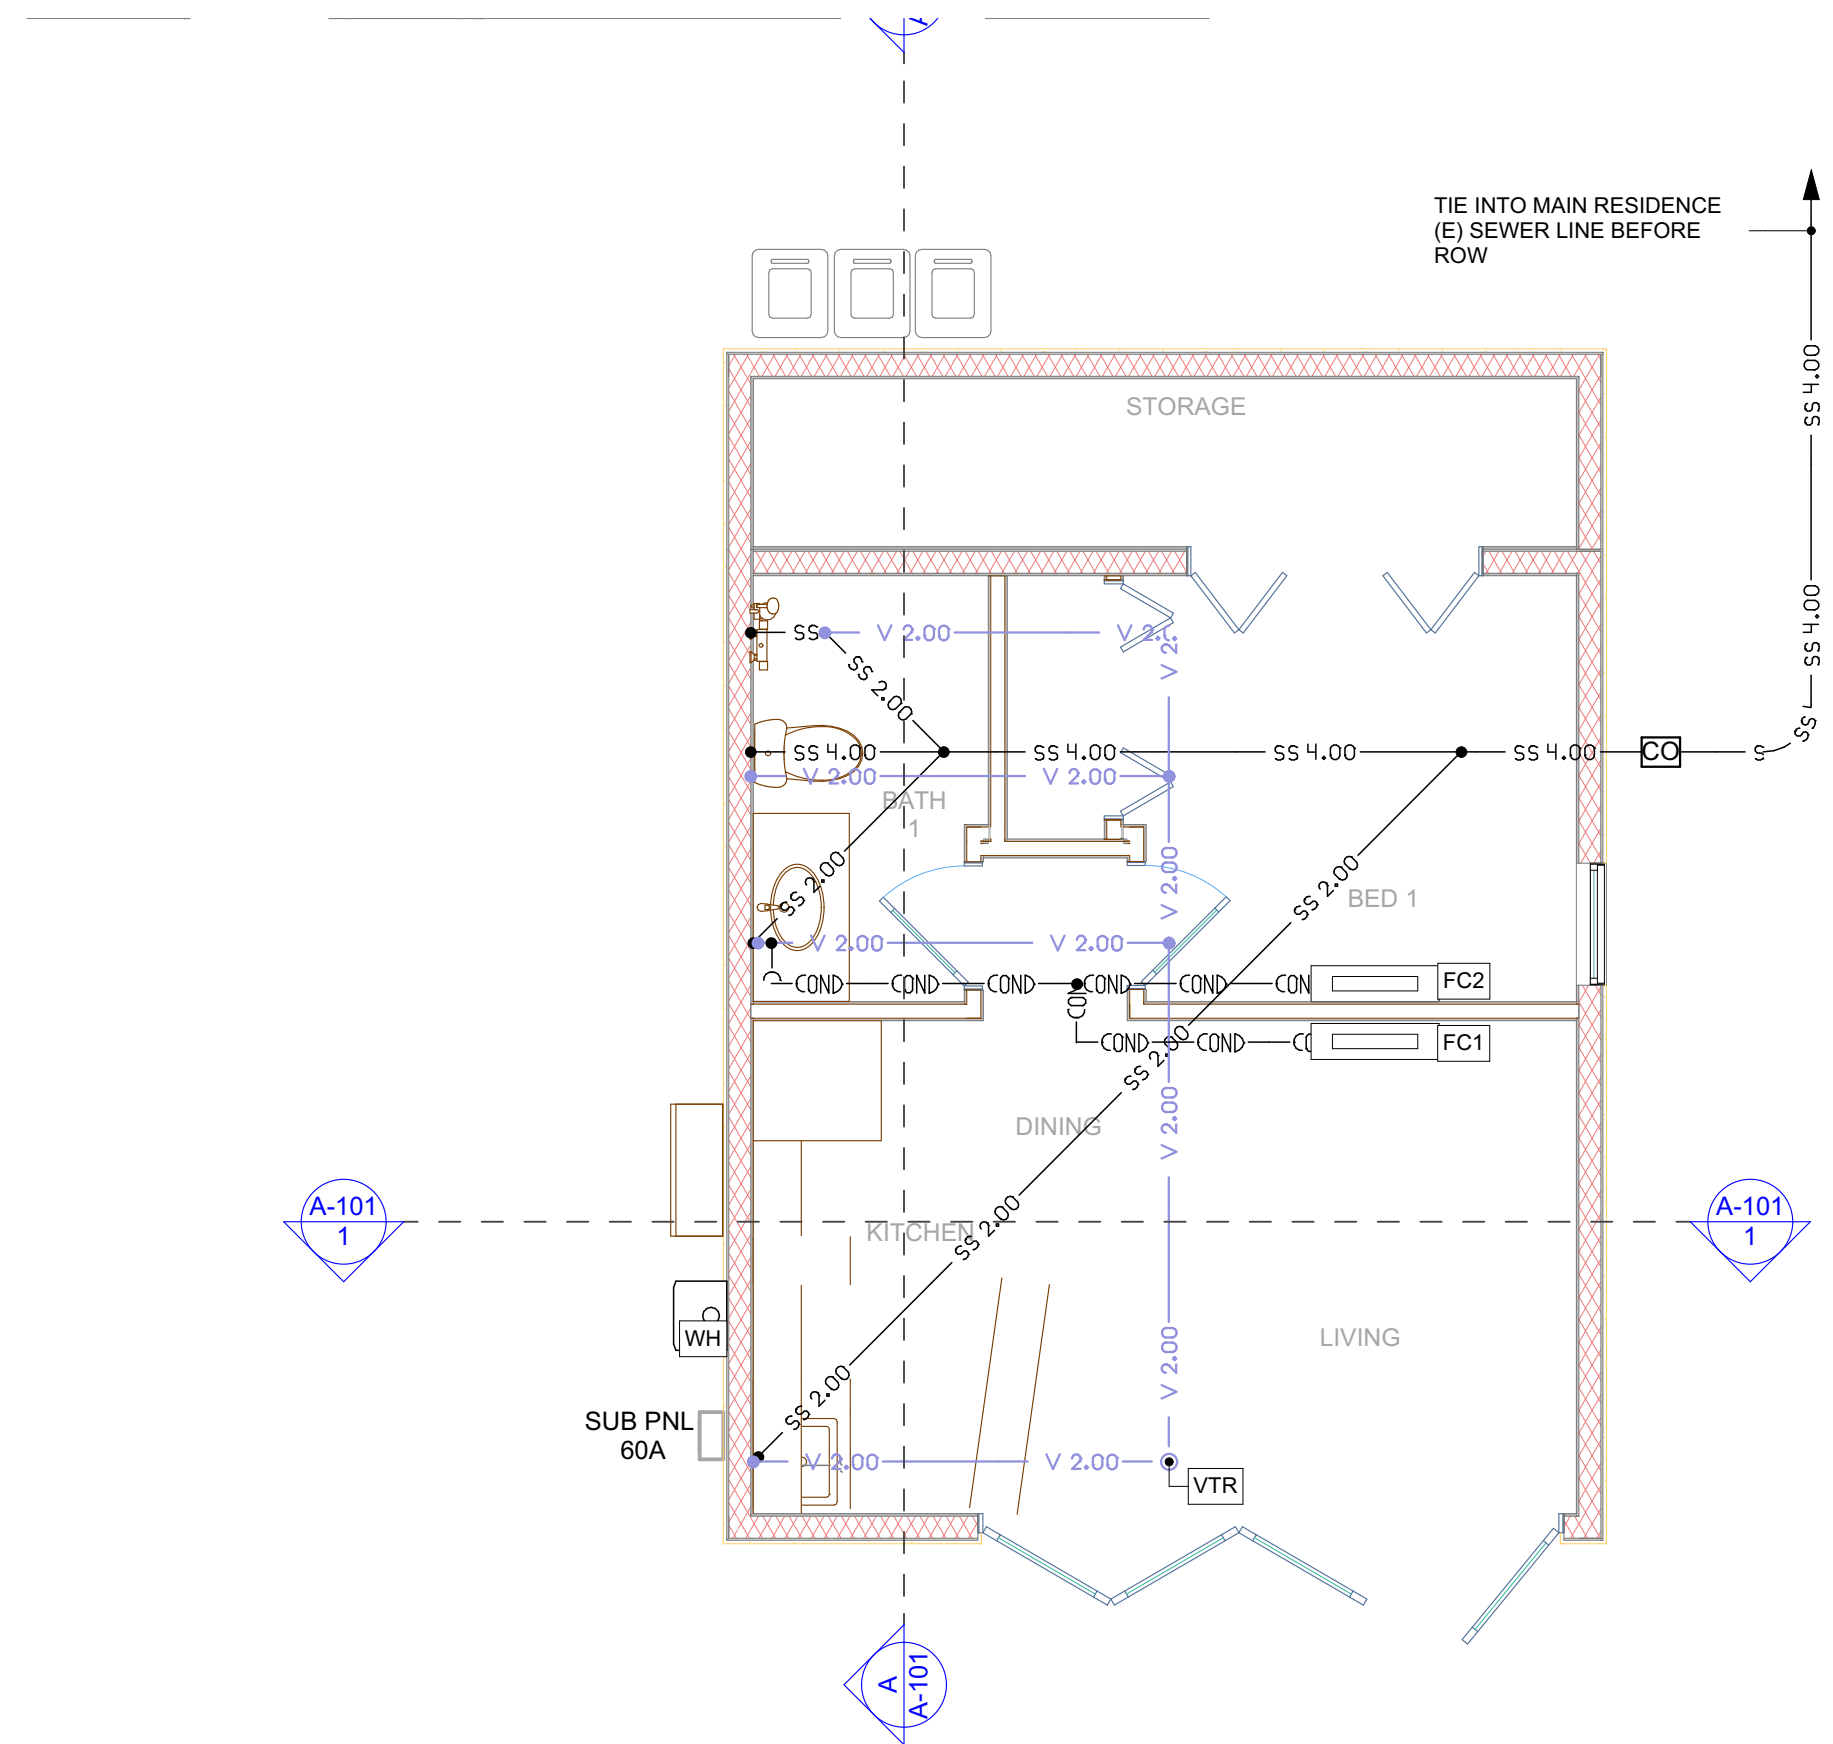 TIE INTO MAIN RESIDENCE
(E) SEWER LINE BEFORE
ROW
SS 4.00
STORAGE
SS 4.00
SS
V 2.00
V 2.00
SS 2.00
SS
SS 4.00
SS 4.00
SS 4.00
SS 4.00
CO
V 2.00
V 2.00
BATH
1
SS 2.00
V 2.00
SS 2.00
BED 1
V 2.00
V 2.00
COND
COND
COND
COND
COND
FC2
COND
COND
FC1
SS 2.00
V 2.00
DINING
A-101
1
KITCHEN
SS 2.00
A-101
1
WH
LIVING
V 2.00
SS 2.00
SUB PNL
60A
V 2.00
V 2.00
VTR
A
A-101